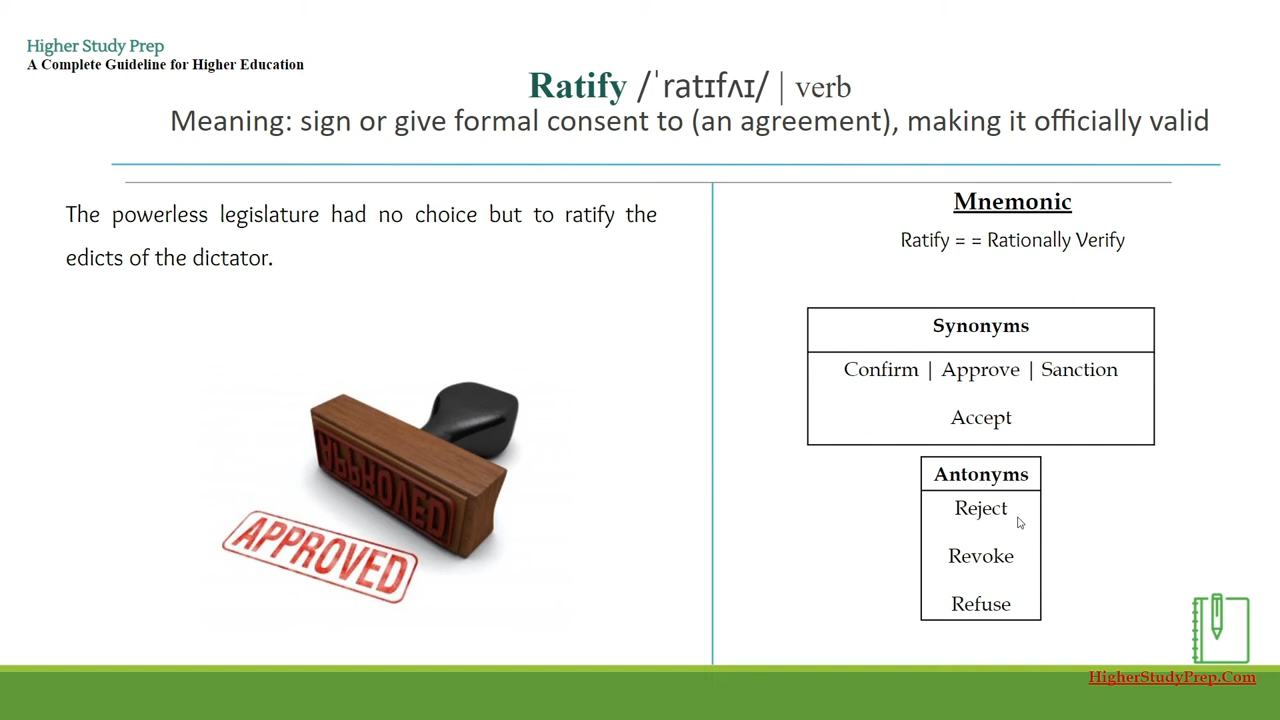 Higher Study Prep
A Complete Guideline for Higher Education
Ratify /ˈratɪfʌɪ/ | verb
Meaning: sign or give formal consent to (an agreement), making it officially valid
The powerless legislature had no choice but to ratify the
edicts of the dictator.
APPROVED
APPROVED
Mnemonic
Ratify = = Rationally Verify
Synonyms
Confirm | Approve | Sanction
Accept
Antonyms
Reject
Revoke
Refuse
HigherStudyPrep.Com